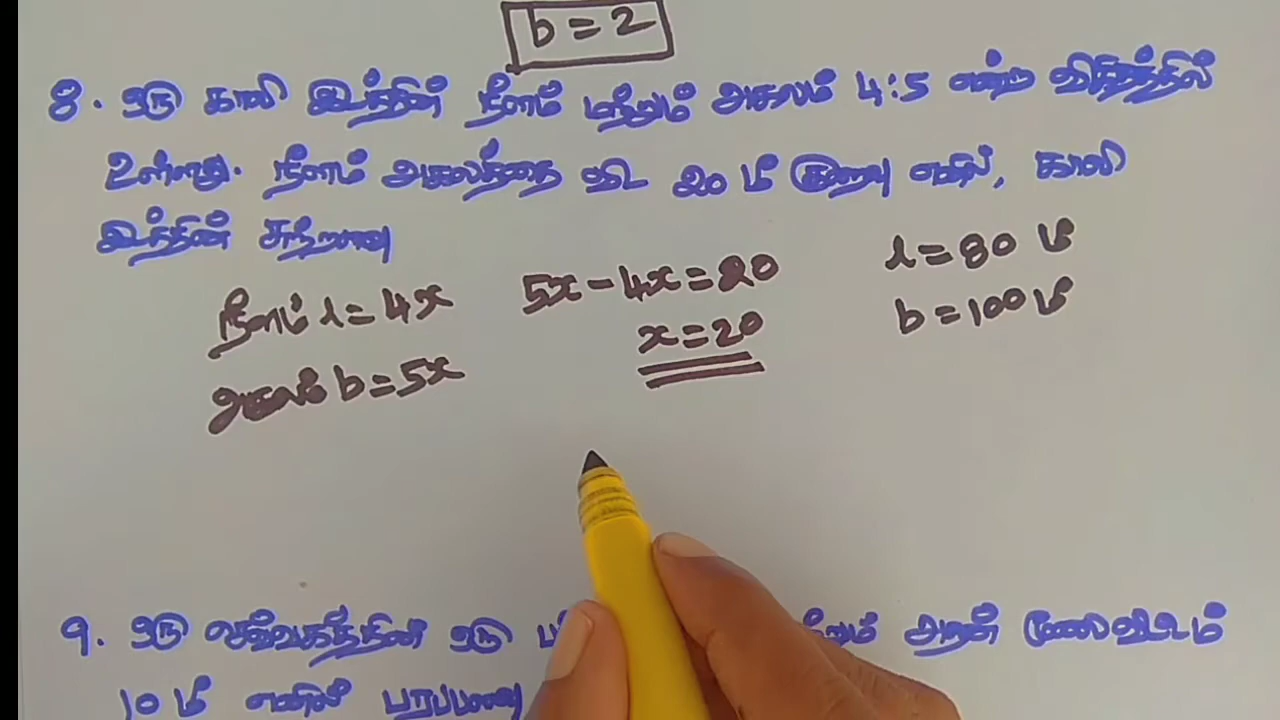 b = 2
8. ஒரு காலி இடத்தின் நீளம் மற்றும் அகலம் 4:5 என்ற விகிதத்தில்
உள்ளது. நீளம் அகலத்தை விட 20 மீ குறைவு எனில், காலி
இடத்தின் சுற்றளவு
நீளம் l = 4x
அகலம் b = 5x
5x - 4x = 20
x = 20
l = 80 மீ
b = 100 மீ
9. ஒரு செவ்வகத்தின் ஒரு அதன் மூலைவிட்டம்
10 மீ எனில் பரப்பளவு